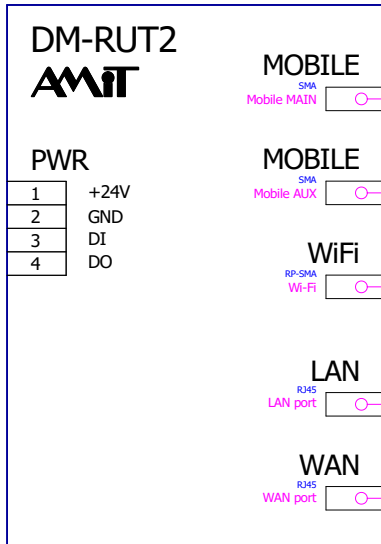 DM-RUT2
AMiT
MOBILE
SMA
Mobile MAIN
PWR
1 +24V
2 GND
3 DI
4 DO
MOBILE
SMA
Mobile AUX
WiFi
RP-SMA
Wi-Fi
LAN
RJ45
LAN port
WAN
RJ45
WAN port